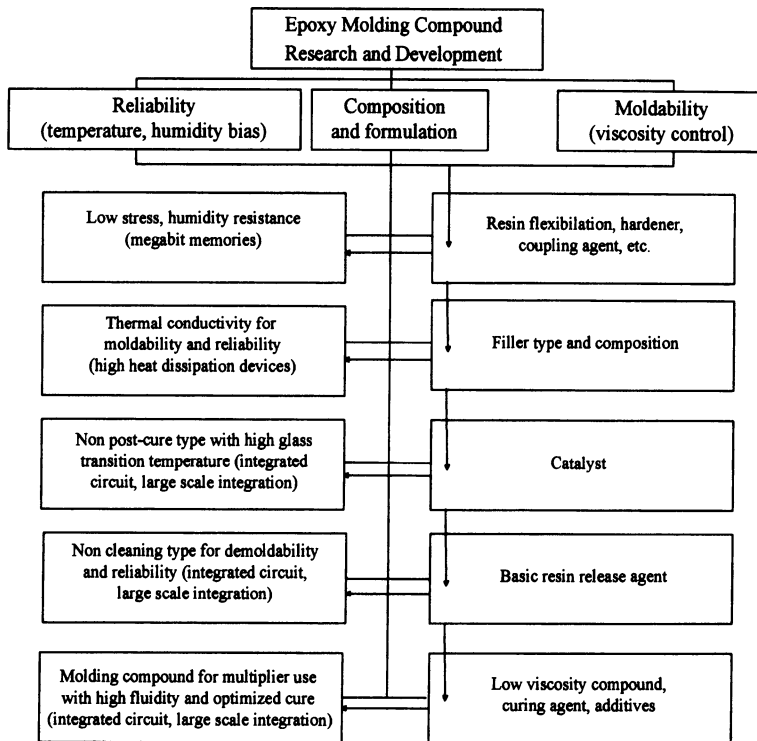 Epoxy Molding Compound
Research and Development
Reliability
(temperature, humidity bias)
Composition
and formulation
Moldability
(viscosity control)
Low stress, humidity resistance
(megabit memories)
Resin flexibilation, hardener,
coupling agent, etc.
Thermal conductivity for
moldability and reliability
(high heat dissipation devices)
Filler type and composition
Non post-cure type with high glass
transition temperature (integrated
circuit, large scale integration)
Catalyst
Non cleaning type for demoldability
and reliability (integrated circuit,
large scale integration)
Basic resin release agent
Molding compound for multiplier use
with high fluidity and optimized cure
(integrated circuit, large scale integration)
Low viscosity compound,
curing agent, additives